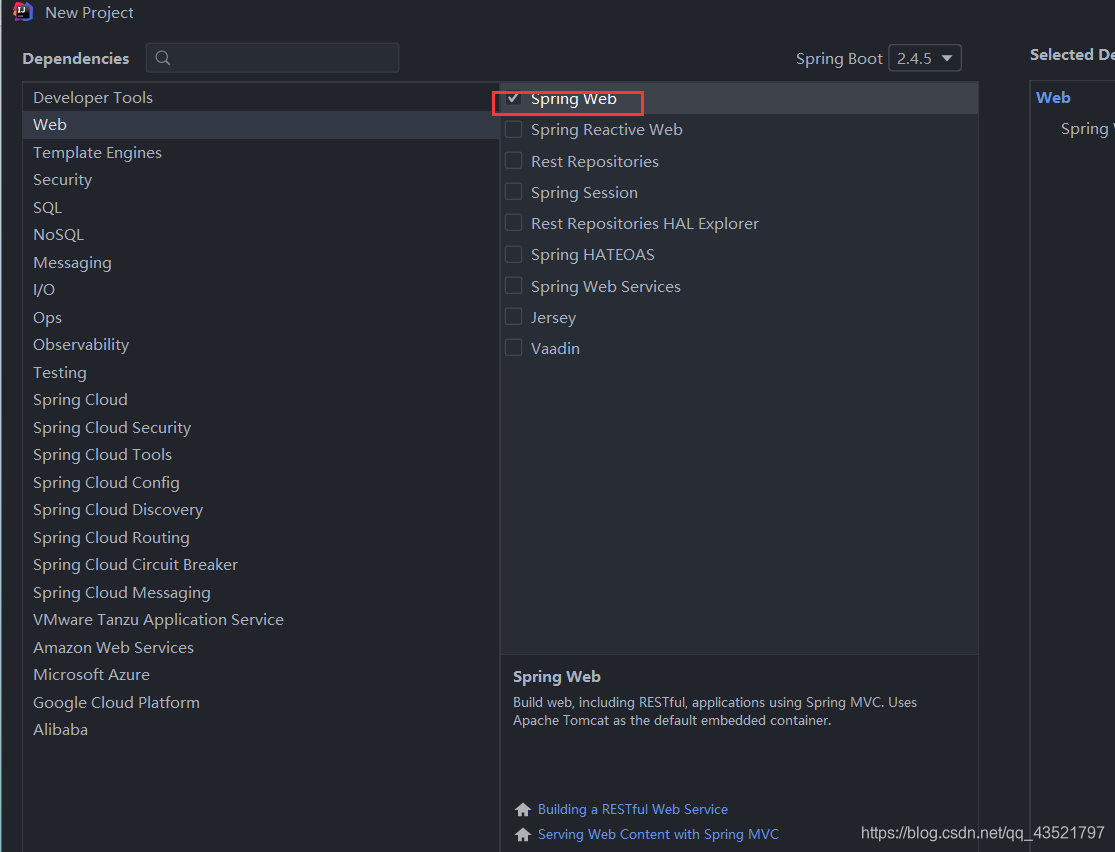 New Project
Dependencies
Spring Boot 2.4.5
Selected De
Developer Tools
Web
Template Engines
Security
SQL
NoSQL
Messaging
I/O
Ops
Observability
Testing
Spring Cloud
Spring Cloud Security
Spring Cloud Tools
Spring Cloud Config
Spring Cloud Discovery
Spring Cloud Routing
Spring Cloud Circuit Breaker
Spring Cloud Messaging
VMware Tanzu Application Service
Amazon Web Services
Microsoft Azure
Google Cloud Platform
Alibaba
Spring Web
Spring Reactive Web
Rest Repositories
Spring Session
Rest Repositories HAL Explorer
Spring HATEOAS
Spring Web Services
Jersey
Vaadin
Spring Web
Build web, including RESTful, applications using Spring MVC. Uses
Apache Tomcat as the default embedded container.
Building a RESTful Web Service
Serving Web Content with Spring MVC
Web
Spring
https://blog.csdn.net/qq_43521797